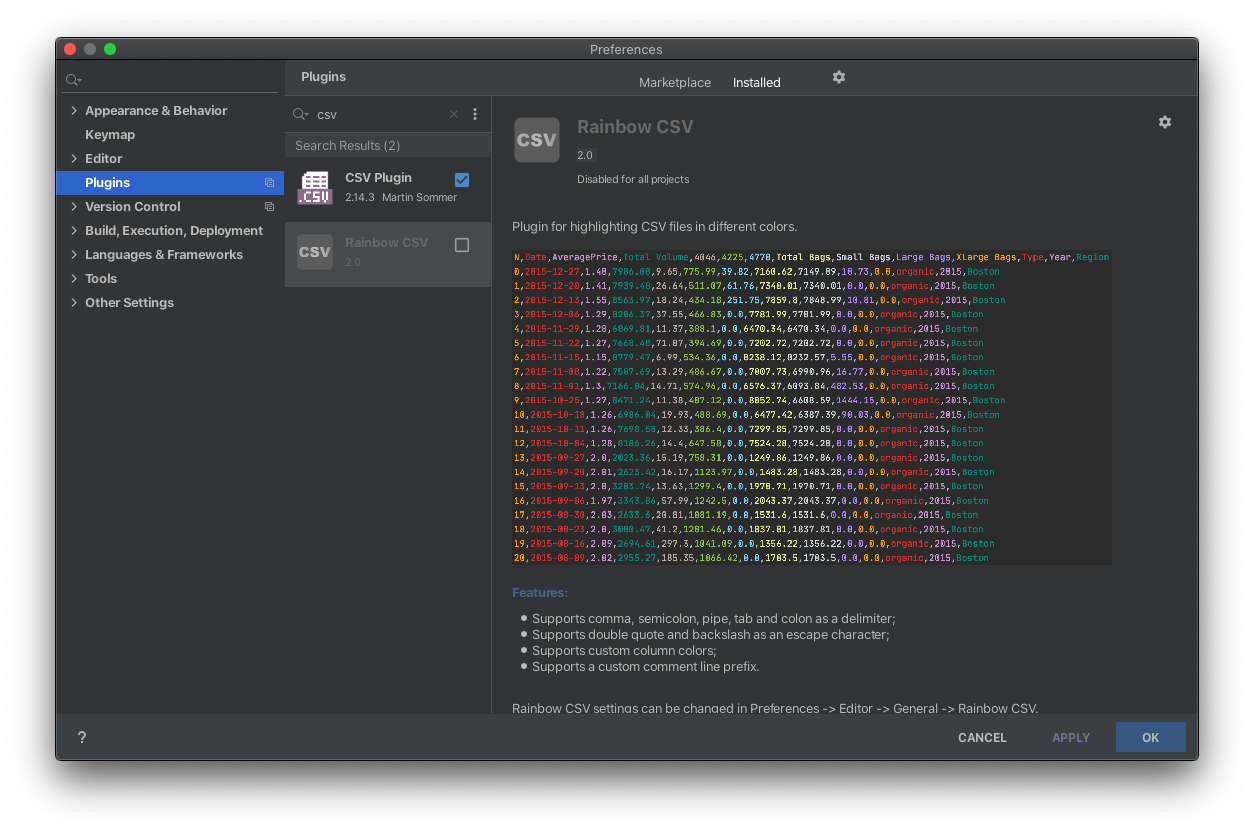 Preferences
Plugins
Marketplace
Installed
Appearance & Behavior
Keymap
Editor
Plugins
Version Control
Build, Execution, Deployment
Languages & Frameworks
Tools
Other Settings
csv
Search Results (2)
.CSV
CSV Plugin
2.14.3 Martin Sommer
CSV
Rainbow CSV
2.0
CSV
Rainbow CSV
2.0
Disabled for all projects
Plugin for highlighting CSV files in different colors.
N,Date,AveragePrice,Total Volume,4046,4225,4770,Total Bags,Small Bags,Large Bags,XLarge Bags,Type,Year,Region
0,2015-12-27,1.40,7986.08,9.65,775.99,39.82,7160.62,7149.89,10.73,0.0,organic,2015,Boston
1,2015-12-20,1.41,7939.48,26.64,511.07,61.76,7340.01,7340.01,0.0,0.0,organic,2015,Boston
2,2015-12-13,1.55,8563.97,18.24,434.18,251.75,7859.8,7848.99,10.81,0.0,organic,2015,Boston
3,2015-12-06,1.29,8286.37,37.55,466.83,0.0,7781.99,7781.99,0.0,0.0,organic,2015,Boston
4,2015-11-29,1.28,6869.81,11.37,388.1,0.0,6470.34,6470.34,0.0,0.0,organic,2015,Boston
5,2015-11-22,1.27,7668.48,71.07,394.69,0.0,7202.72,7202.72,0.0,0.0,organic,2015,Boston
6,2015-11-15,1.15,8779.47,6.99,534.36,0.0,8238.12,8232.57,5.55,0.0,organic,2015,Boston
7,2015-11-08,1.22,7507.69,13.29,486.67,0.0,7007.73,6990.96,16.77,0.0,organic,2015,Boston
8,2015-11-01,1.3,7166.04,14.71,574.96,0.0,6576.37,6093.84,482.53,0.0,organic,2015,Boston
9,2015-10-25,1.27,8471.24,11.38,407.12,0.0,8052.74,6608.59,1444.15,0.0,organic,2015,Boston
10,2015-10-18,1.26,6986.04,19.93,488.69,0.0,6477.42,6387.39,90.03,0.0,organic,2015,Boston
11,2015-10-11,1.26,7698.58,12.33,386.4,0.0,7299.85,7299.85,0.0,0.0,organic,2015,Boston
12,2015-10-04,1.28,8186.26,14.4,647.58,0.0,7524.28,7524.28,0.0,0.0,organic,2015,Boston
13,2015-09-27,2.0,2023.36,15.19,758.31,0.0,1249.86,1249.86,0.0,0.0,organic,2015,Boston
14,2015-09-20,2.01,2623.42,16.17,1123.97,0.0,1483.28,1483.28,0.0,0.0,organic,2015,Boston
15,2015-09-13,2.0,3283.74,13.63,1299.4,0.0,1970.71,1970.71,0.0,0.0,organic,2015,Boston
16,2015-09-06,1.97,3343.86,57.99,1242.5,0.0,2043.37,2043.37,0.0,0.0,organic,2015,Boston
17,2015-08-30,2.03,2633.6,20.81,1081.19,0.0,1531.6,1531.6,0.0,0.0,organic,2015,Boston
18,2015-08-23,2.0,3080.47,41.2,1201.46,0.0,1837.81,1837.81,0.0,0.0,organic,2015,Boston
19,2015-08-16,2.09,2694.61,297.3,1041.09,0.0,1356.22,1356.22,0.0,0.0,organic,2015,Boston
20,2015-08-09,2.02,2955.27,185.35,1066.42,0.0,1703.5,1703.5,0.0,0.0,organic,2015,Boston
Features:
Supports comma, semicolon, pipe, tab and colon as a delimiter;
Supports double quote and backslash as an escape character;
Supports custom column colors;
Supports a custom comment line prefix.
Rainbow CSV settings can be changed in Preferences -> Editor -> General -> Rainbow CSV.
?
CANCEL
APPLY
OK